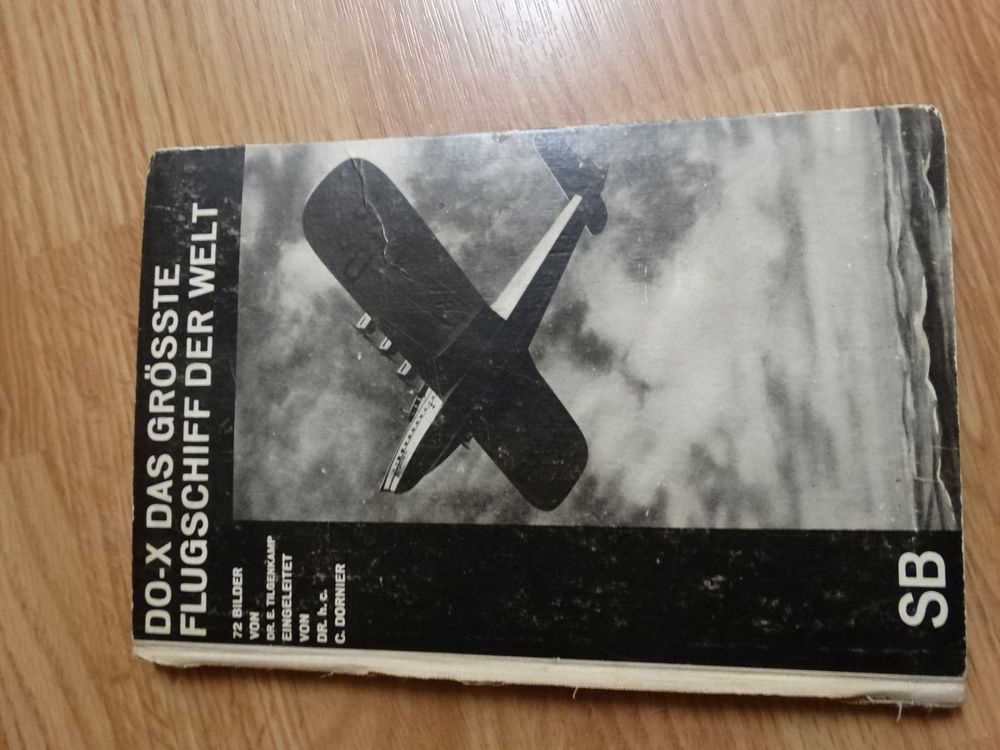 DO-X DAS GRÖSSTE
FLUGSCHIFF DER WELT
72 BILDER
VON
DR. E. TILGENKAMP
EINGELEITET
VON
DR. h. c.
C. DORNIER
SB